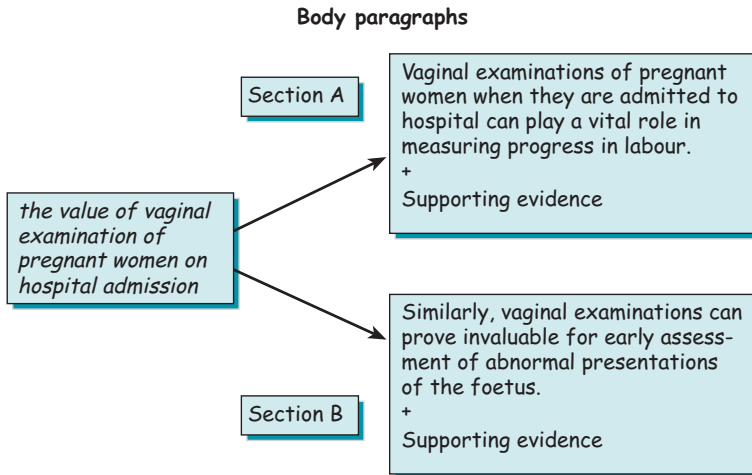 Body paragraphs
Section A
Vaginal examinations of pregnant
women when they are admitted to
hospital can play a vital role in
measuring progress in labour.
+
Supporting evidence
the value of vaginal
examination of
pregnant women on
hospital admission
Similarly, vaginal examinations can
prove invaluable for early assess-
ment of abnormal presentations
of the foetus.
+
Supporting evidence
Section B